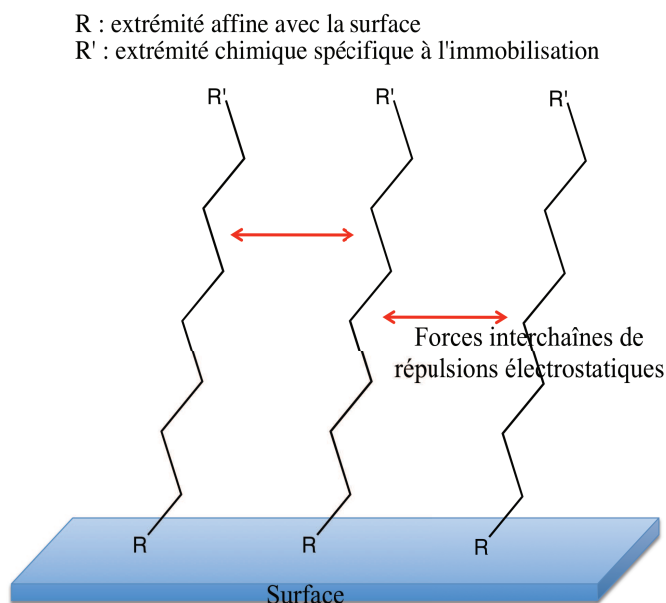 R : extrémité affine avec la surface
R' : extrémité chimique spécifique à l'immobilisation
R' R' R'
Forces interchaînes de
répulsions électrostatiques
R R R
Surface